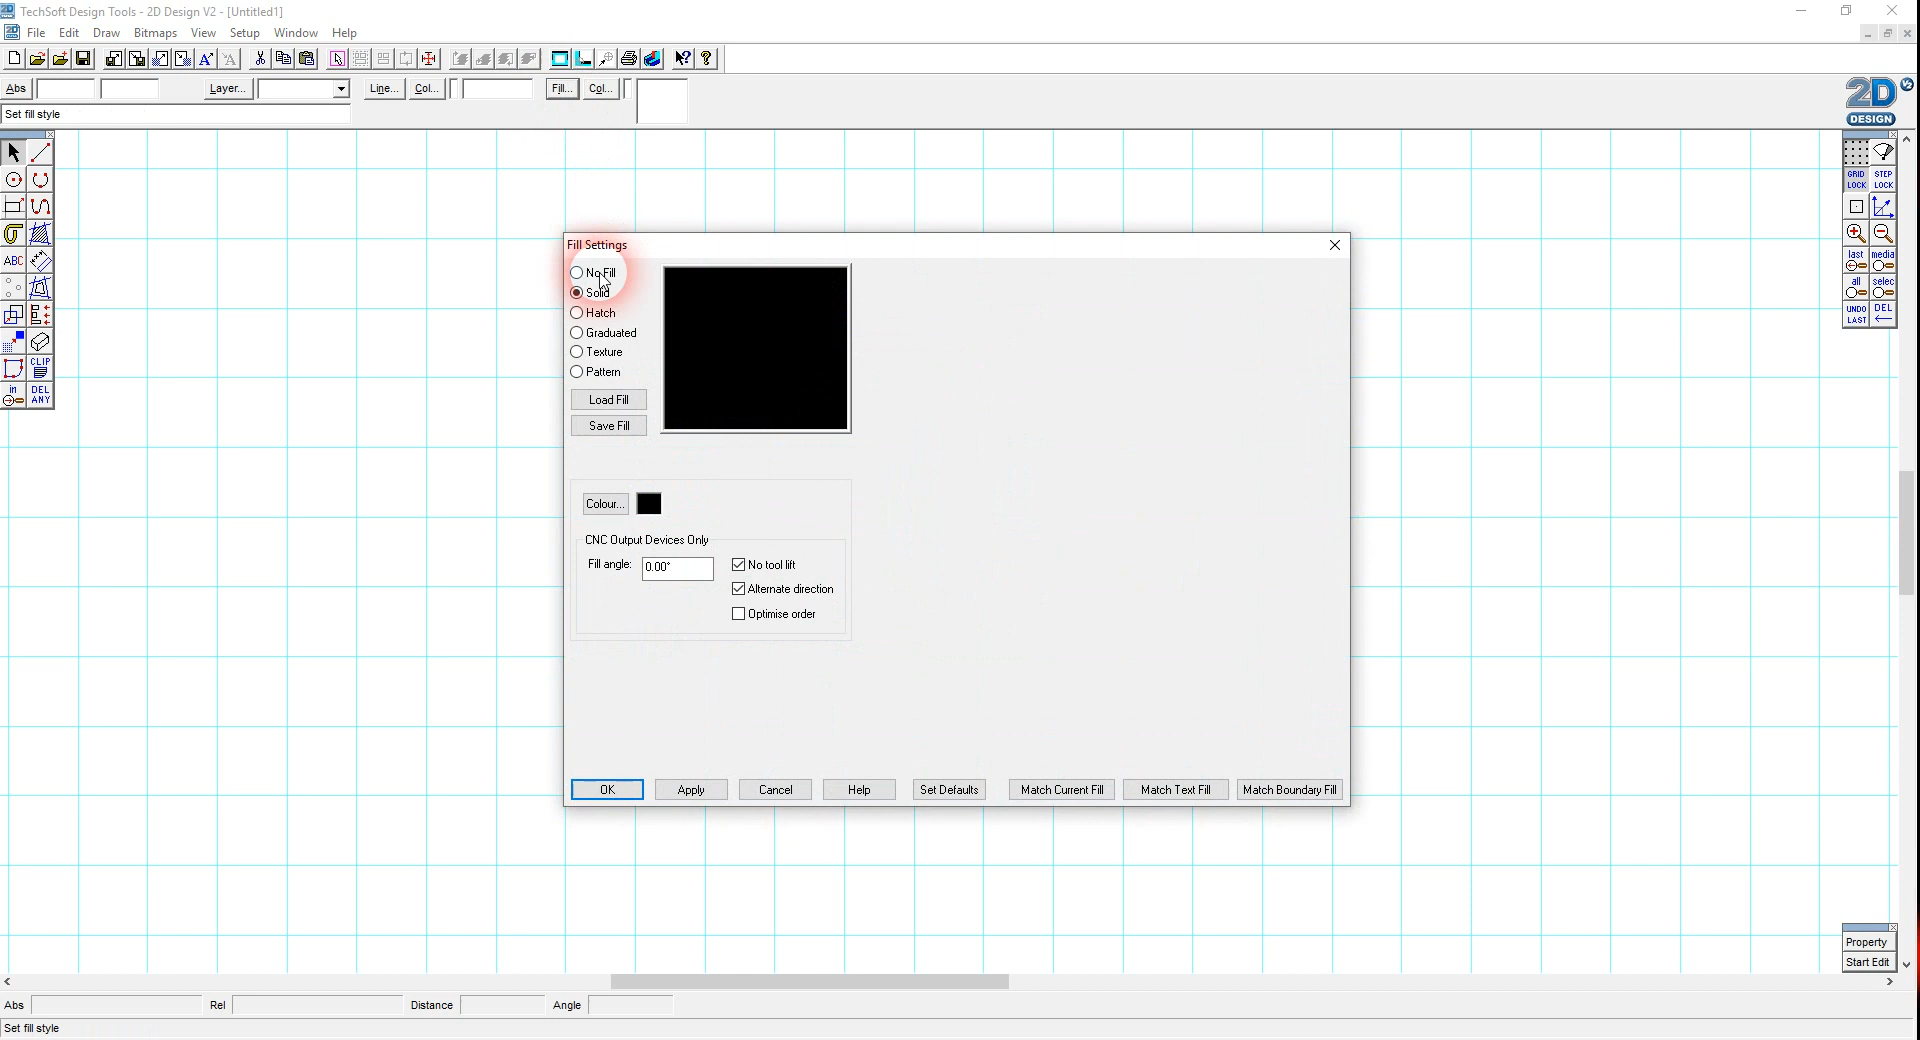 TechSoft Design Tools - 2D Design V2 - [Untitled1]
File Edit Draw Bitmaps View Setup Window Help
Abs Layer... Line... Col... Fill... Col...
Set fill style
2D V2
DESIGN
GRID LOCK STEP LOCK
ABC
last media
all selec
UNDO LAST DEL
CLIP
in DEL ANY
Fill Settings
No Fill
Solid
Hatch
Graduated
Texture
Pattern
Load Fill
Save Fill
Colour...
CNC Output Devices Only
Fill angle: 0.00° No tool lift
Alternate direction
Optimise order
OK Apply Cancel Help Set Defaults Match Current Fill Match Text Fill Match Boundary Fill
Property
Start Edit
Abs Rel Distance Angle
Set fill style